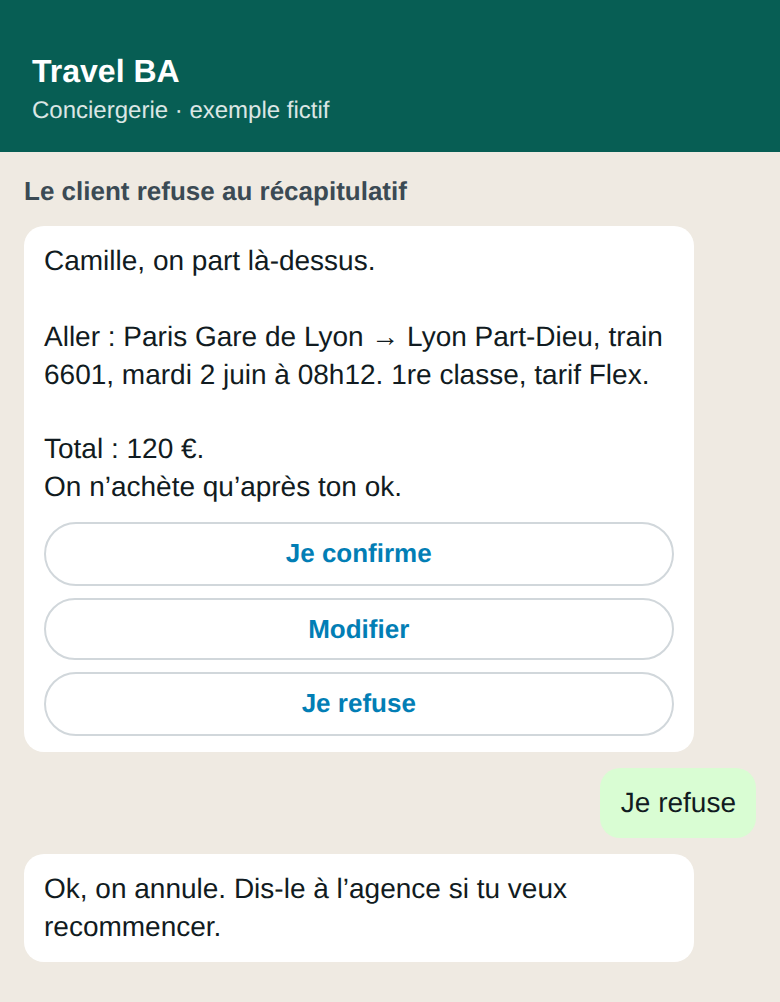 Travel BA
Conciergerie · exemple fictif
Le client refuse au récapitulatif
Camille, on part là-dessus.
Aller : Paris Gare de Lyon → Lyon Part-Dieu, train
6601, mardi 2 juin à 08h12. 1re classe, tarif Flex.
Total : 120 €.
On n’achète qu’après ton ok.
Je confirme
Modifier
Je refuse
Je refuse
Ok, on annule. Dis-le à l’agence si tu veux
recommencer.